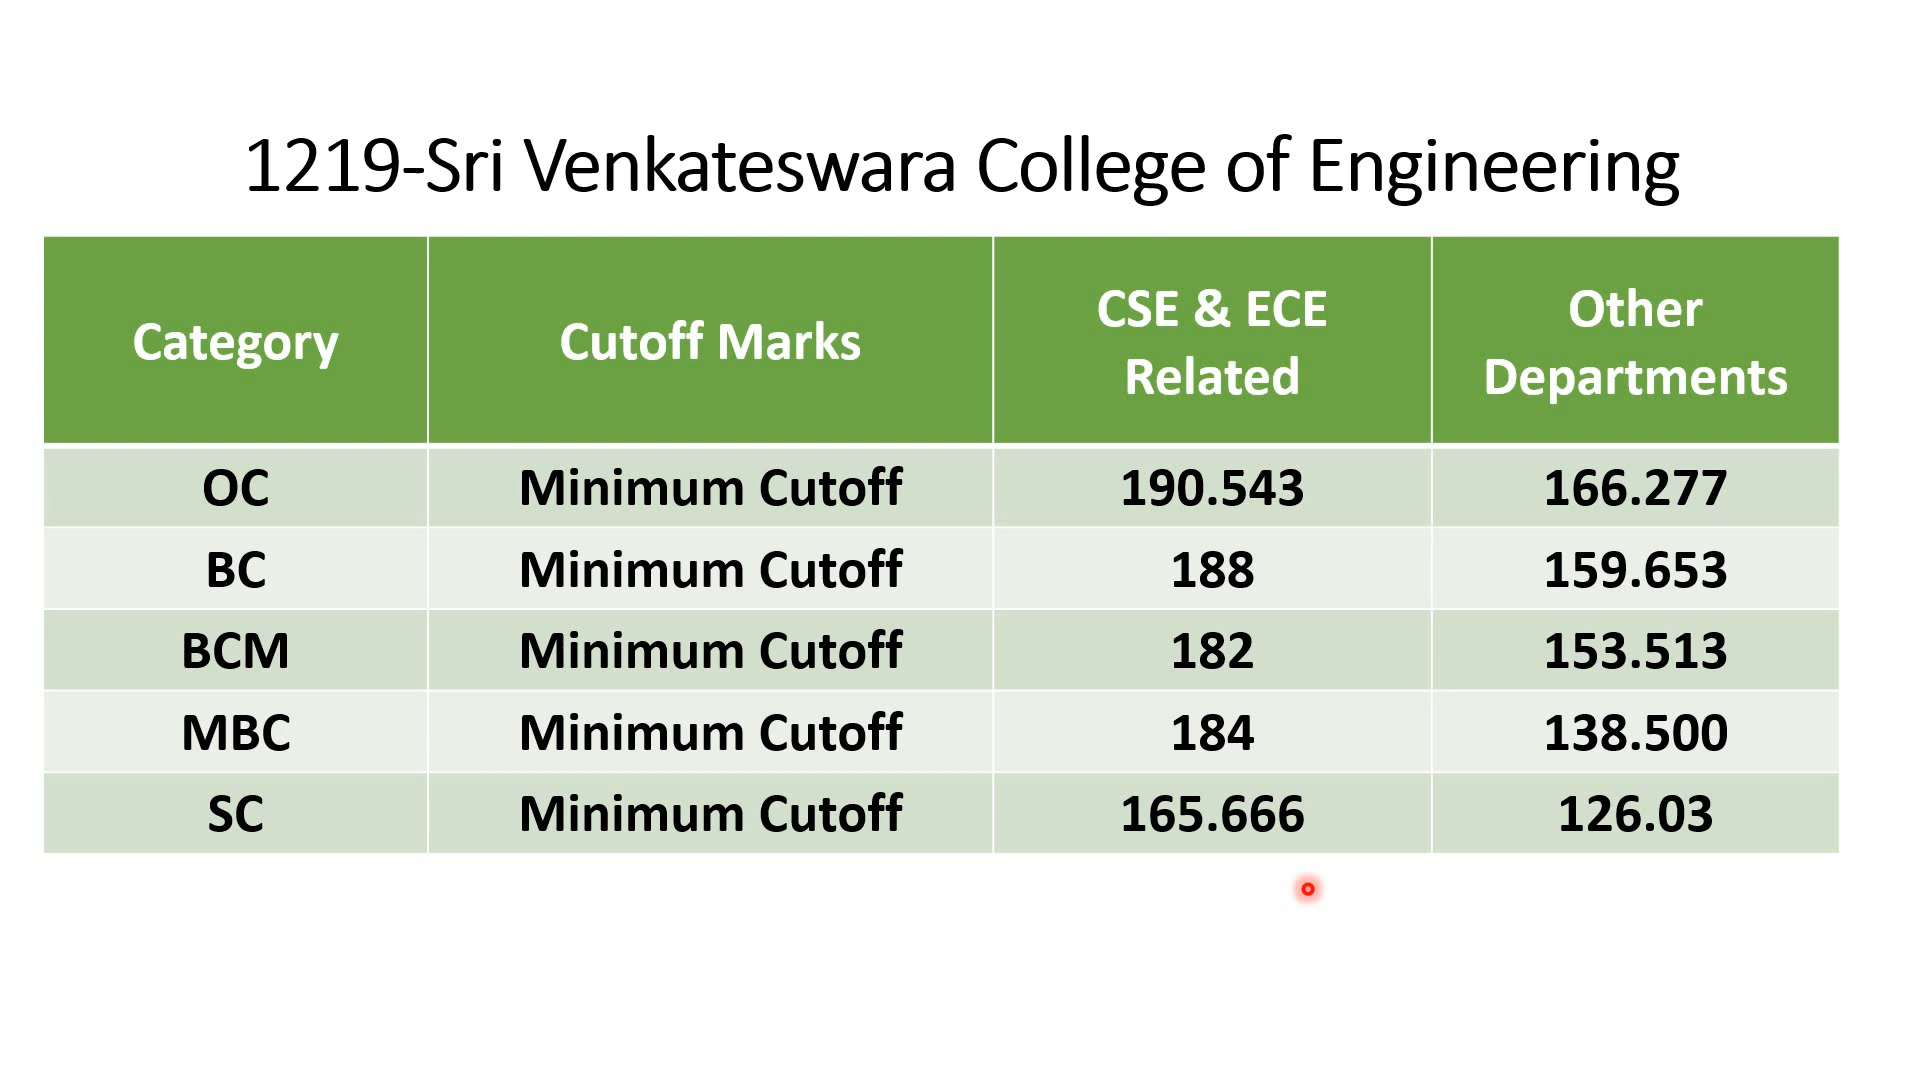 1219-Sri Venkateswara College of Engineering
Category Cutoff Marks CSE & ECE Related Other Departments
OC Minimum Cutoff 190.543 166.277
BC Minimum Cutoff 188 159.653
BCM Minimum Cutoff 182 153.513
MBC Minimum Cutoff 184 138.500
SC Minimum Cutoff 165.666 126.03